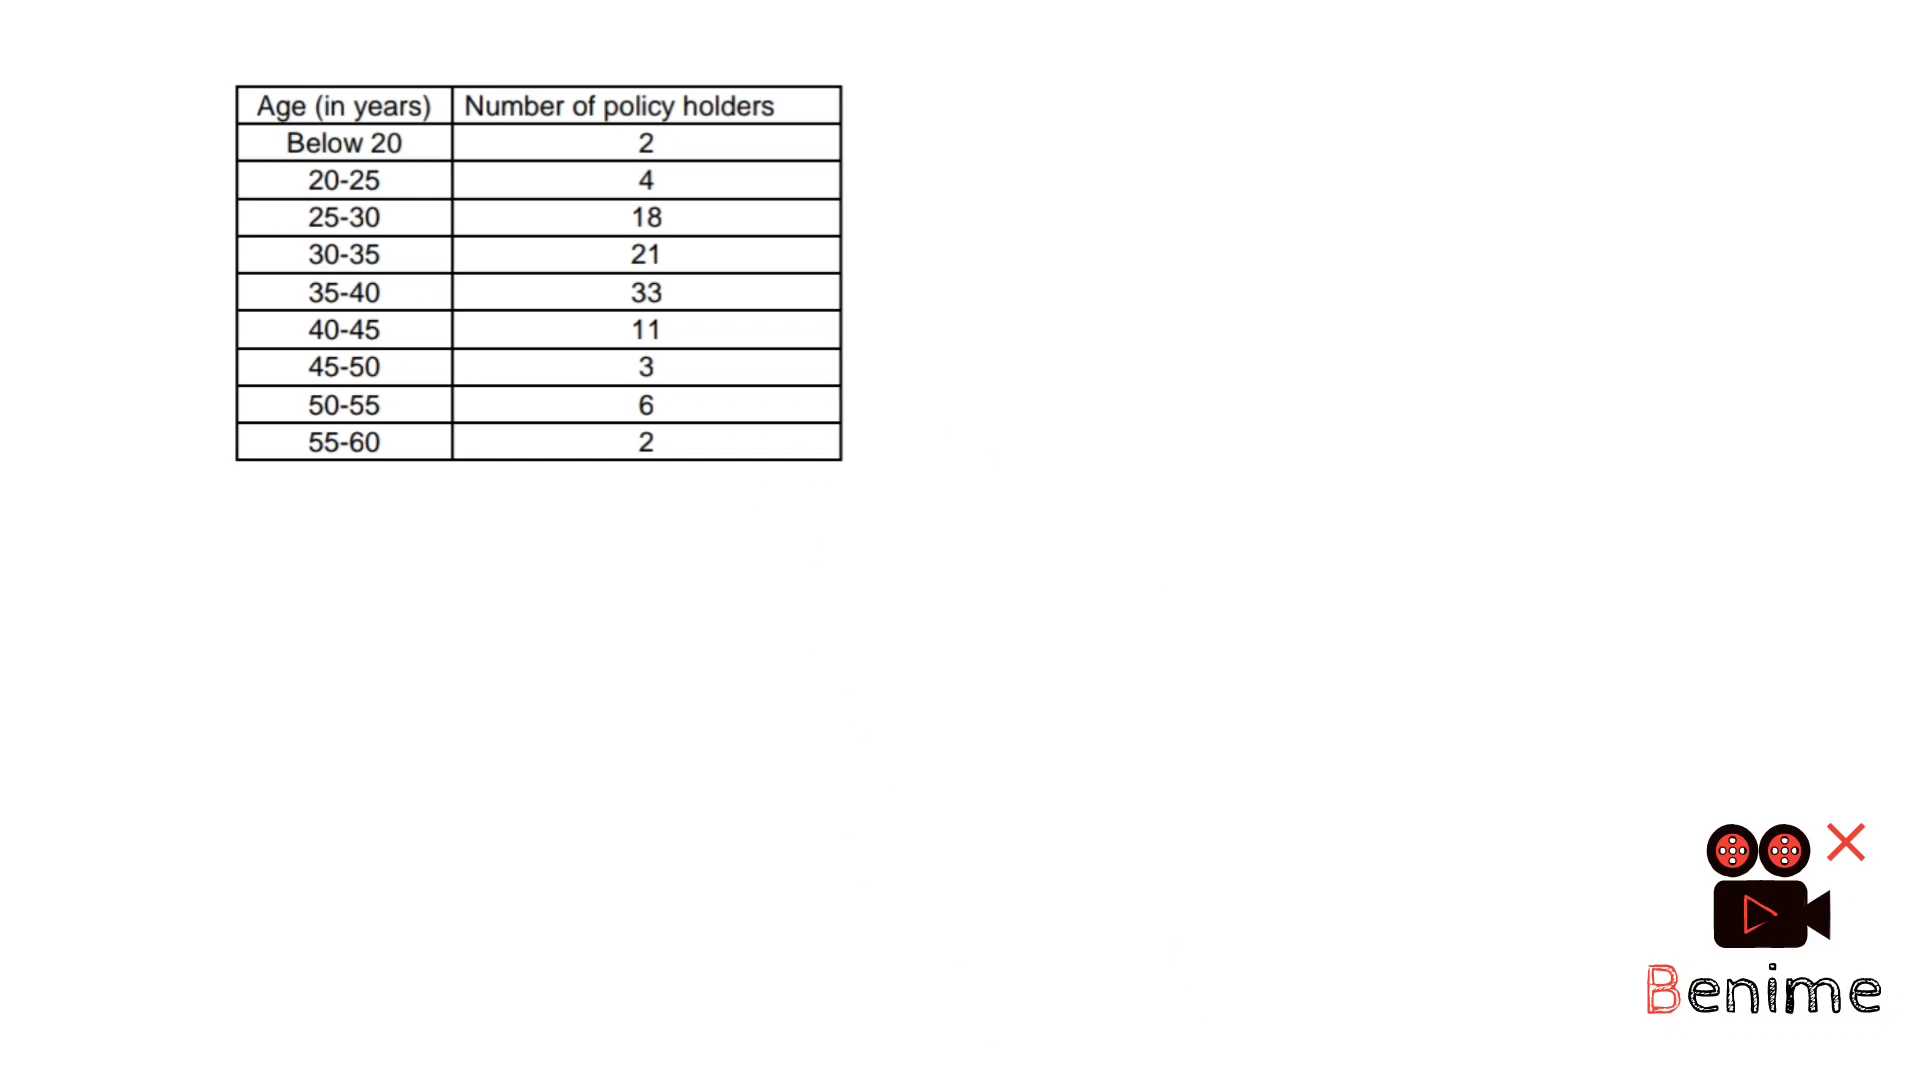 Age (in years) Number of policy holders
Below 20 2
20-25 4
25-30 18
30-35 21
35-40 33
40-45 11
45-50 3
50-55 6
55-60 2
Benime